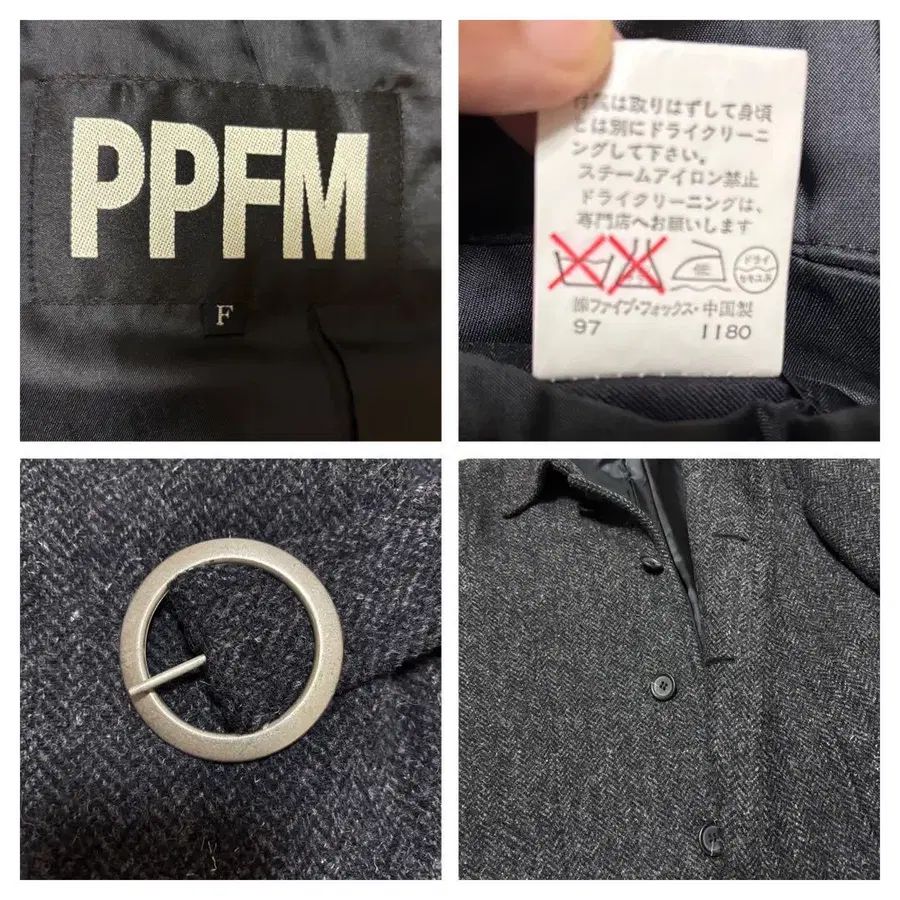 PPFM
F
付属は取りはずして身頃
とは別にドライクリーニ
ングして下さい。
スチームアイロン禁止
ドライクリーニングは、
専門店へお願いします
低
ドライ
セキユ系
㈱ファイブ・フォックス・中国製
97 1180